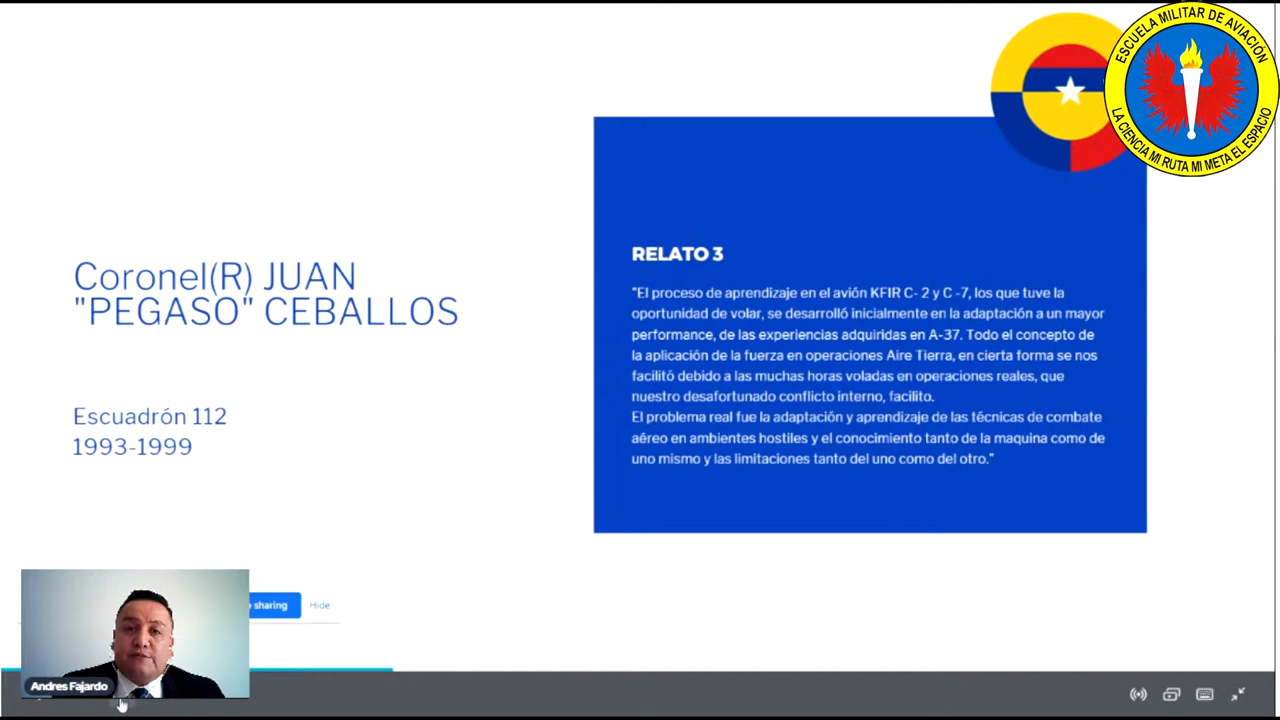 ESCUELA MILITAR DE AVIACIÓN
LA CIENCIA MI RUTA MI META EL ESPACIO
Coronel(R) JUAN
"PEGASO" CEBALLOS
Escuadrón 112
1993-1999
RELATO 3
"El proceso de aprendizaje en el avión KFIR C- 2 y C -7, los que tuve la
oportunidad de volar, se desarrolló inicialmente en la adaptación a un mayor
performance, de las experiencias adquiridas en A-37. Todo el concepto de
la aplicación de la fuerza en operaciones Aire Tierra, en cierta forma se nos
facilitó debido a las muchas horas voladas en operaciones reales, que
nuestro desafortunado conflicto interno, facilito.
El problema real fue la adaptación y aprendizaje de las técnicas de combate
aéreo en ambientes hostiles y el conocimiento tanto de la maquina como de
uno mismo y las limitaciones tanto del uno como del otro."
sharing
Hide
Andres Fajardo